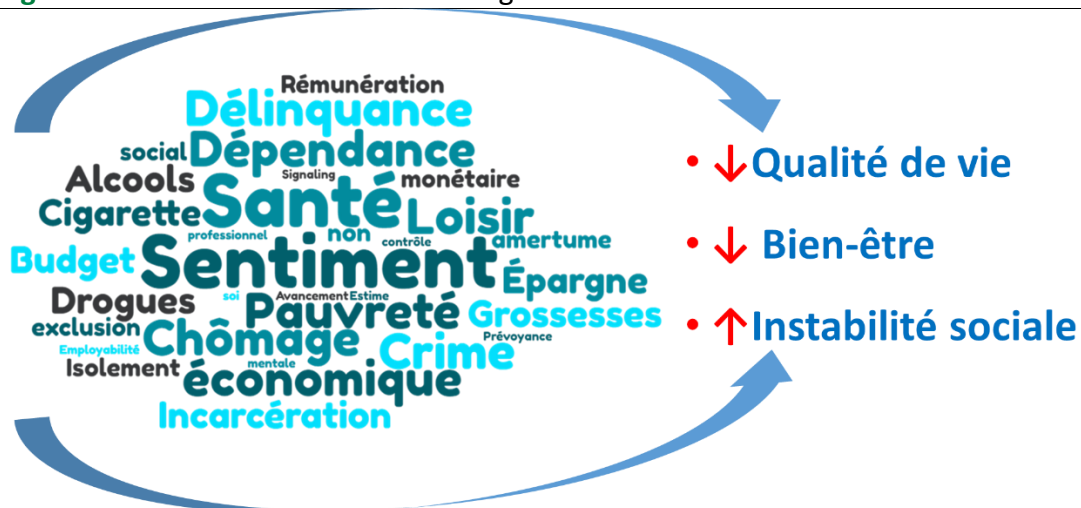 Rémunération
Délinquance
social Dépendance
Alcools Signaling monétaire
Cigarette Santé Loisir
professionnel non contrôle amertume
Budget Sentiment Épargne
Drogues soi Avancement Estime
Pauvreté Grossesses
exclusion Chômage Prévoyance
Employabilité Crime
Isolement mentale
économique
Incarcération
• ↓Qualité de vie
• ↓ Bien-être
• ↑Instabilité sociale